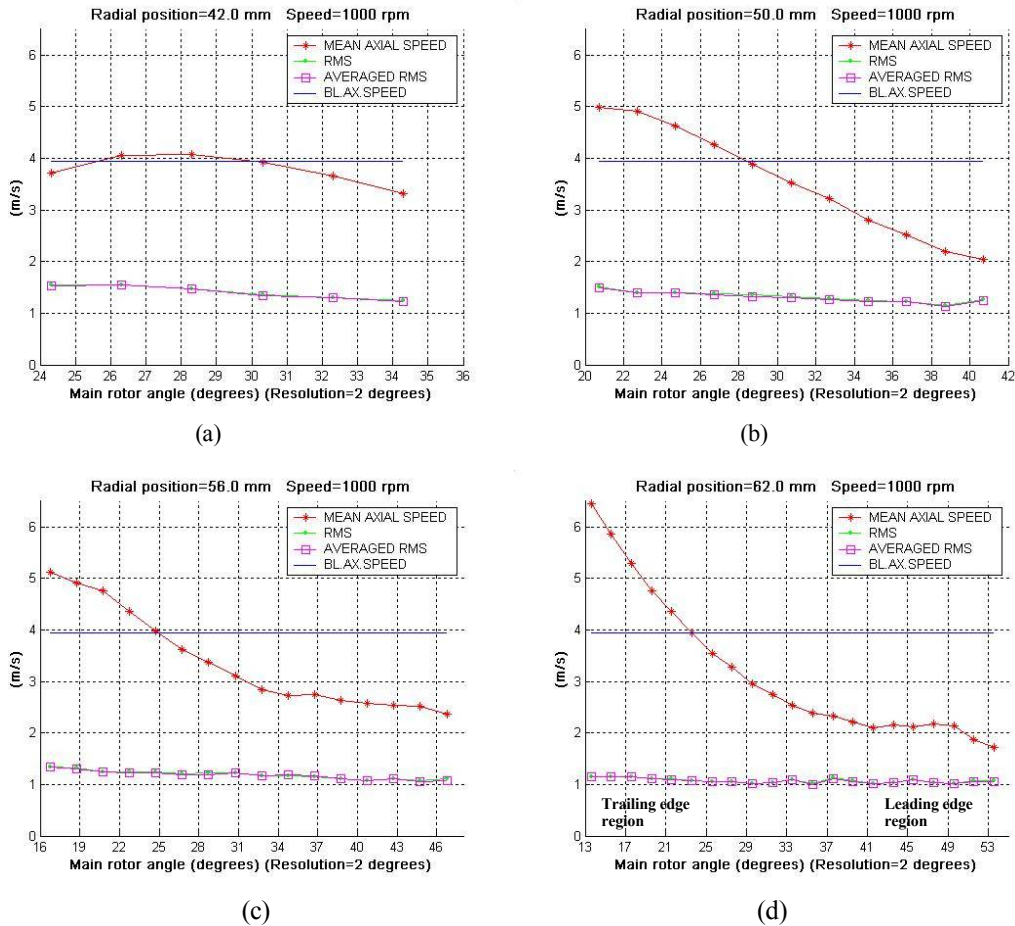 Radial position=42.0 mm Speed=1000 rpm
MEAN AXIAL SPEED
RMS
AVERAGED RMS
BL.AX.SPEED
(m/s)
6
5
4
3
2
1
0
24 25 26 27 28 29 30 31 32 33 34 35 36
Main rotor angle (degrees) (Resolution=2 degrees)
(a)
Radial position=50.0 mm Speed=1000 rpm
MEAN AXIAL SPEED
RMS
AVERAGED RMS
BL.AX.SPEED
(m/s)
6
5
4
3
2
1
0
20 22 24 26 28 30 32 34 36 38 40 42
Main rotor angle (degrees) (Resolution=2 degrees)
(b)
Radial position=56.0 mm Speed=1000 rpm
MEAN AXIAL SPEED
RMS
AVERAGED RMS
BL.AX.SPEED
(m/s)
6
5
4
3
2
1
0
16 19 22 25 28 31 34 37 40 43 46
Main rotor angle (degrees) (Resolution=2 degrees)
(c)
Radial position=62.0 mm Speed=1000 rpm
MEAN AXIAL SPEED
RMS
AVERAGED RMS
BL.AX.SPEED
(m/s)
6
5
4
3
2
1
0
Trailing edge
region
Leading edge
region
13 17 21 25 29 33 37 41 45 49 53
Main rotor angle (degrees) (Resolution=2 degrees)
(d)